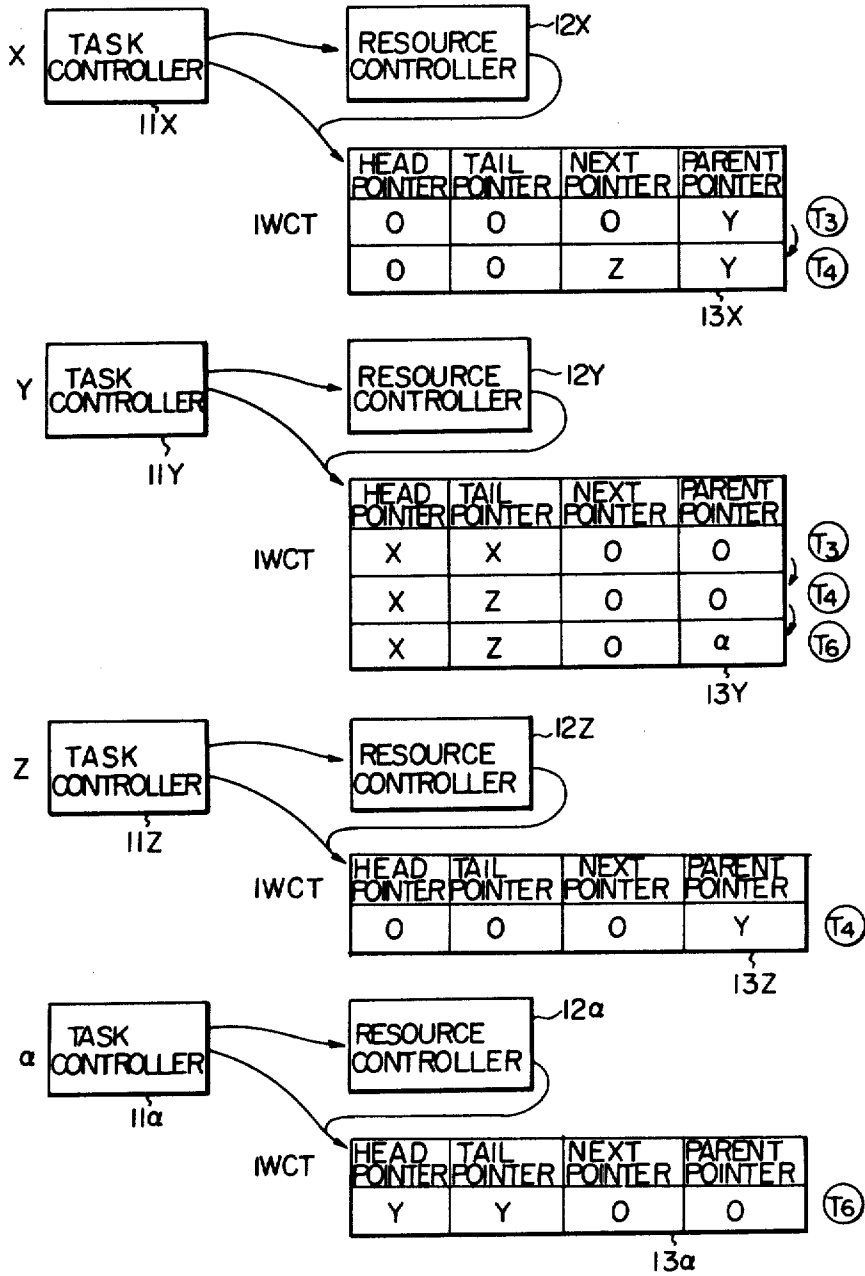 X
TASK
CONTROLLER
11X
RESOURCE
CONTROLLER
12X
IWCT
HEAD POINTER TAIL POINTER NEXT POINTER PARENT POINTER
0 0 0 Y T3
0 0 Z Y T4
13X
Y
TASK
CONTROLLER
11Y
RESOURCE
CONTROLLER
12Y
IWCT
HEAD POINTER TAIL POINTER NEXT POINTER PARENT POINTER
X X 0 0 T3
X Z 0 0 T4
X Z 0 α T6
13Y
Z
TASK
CONTROLLER
11Z
RESOURCE
CONTROLLER
12Z
IWCT
HEAD POINTER TAIL POINTER NEXT POINTER PARENT POINTER
0 0 0 Y T4
13Z
α
TASK
CONTROLLER
11α
RESOURCE
CONTROLLER
12α
IWCT
HEAD POINTER TAIL POINTER NEXT POINTER PARENT POINTER
Y Y 0 0 T6
13α